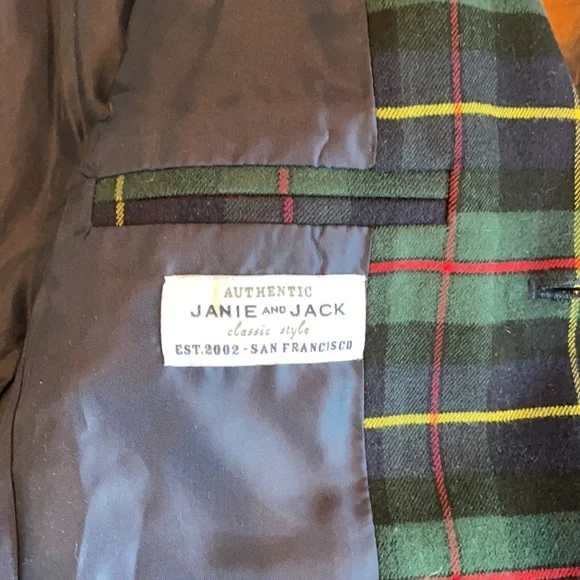 AUTHENTIC
JANIE AND JACK
classic style
EST.2002 - SAN FRANCISCO